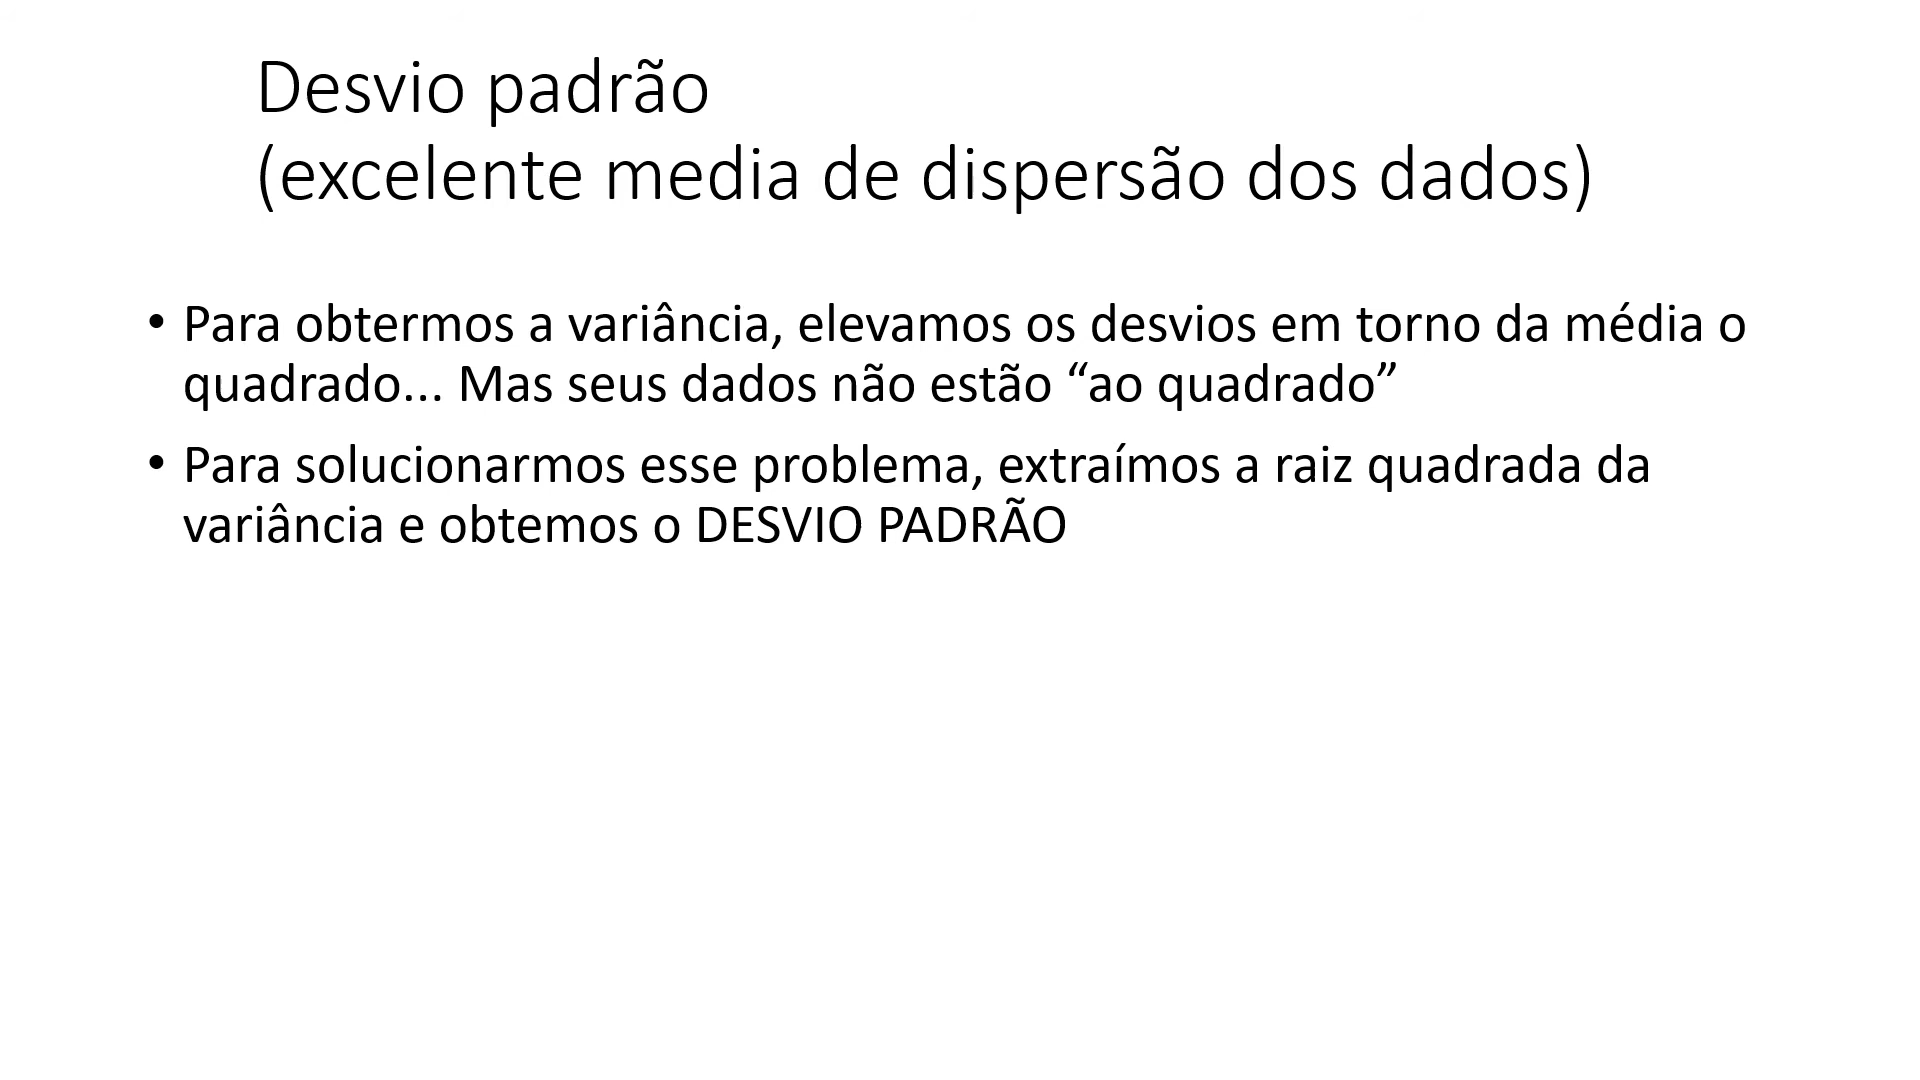 Desvio padrão
(excelente media de dispersão dos dados)
• Para obtermos a variância, elevamos os desvios em torno da média o
quadrado... Mas seus dados não estão “ao quadrado”
• Para solucionarmos esse problema, extraímos a raiz quadrada da
variância e obtemos o DESVIO PADRÃO